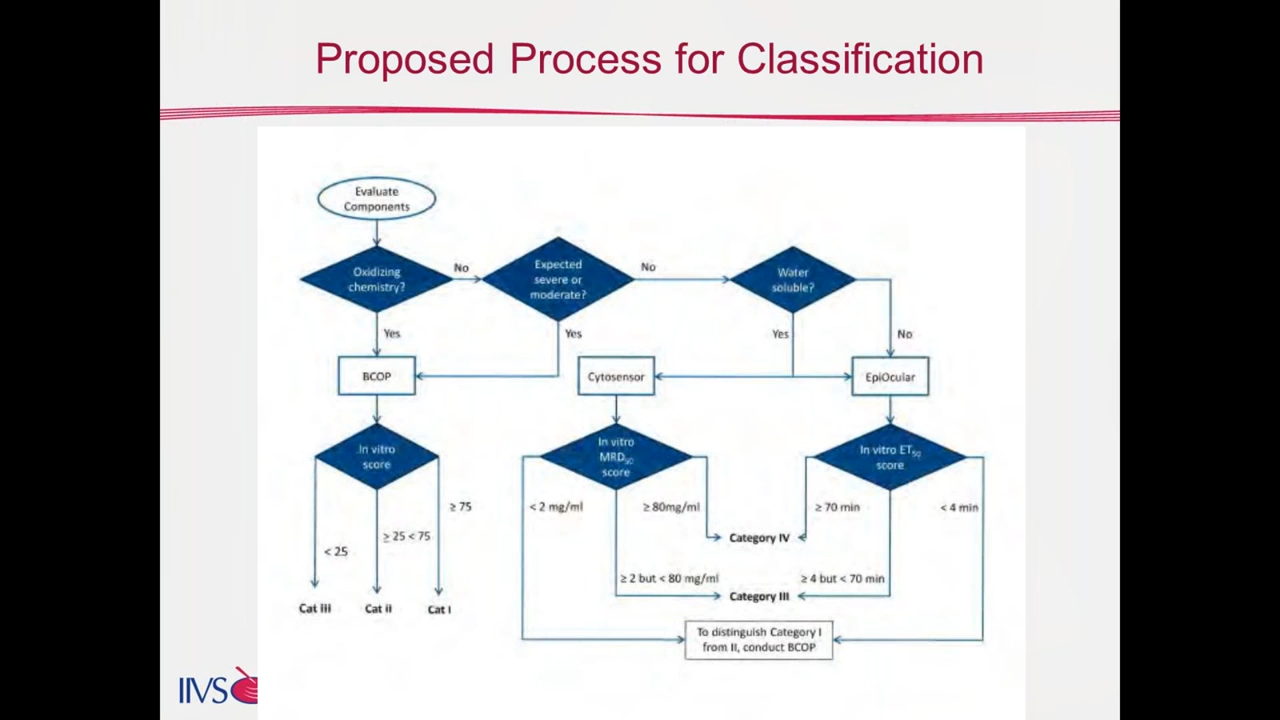 Proposed Process for Classification
Evaluate
Components
Oxidizing
chemistry?
No
Expected
severe or
moderate?
No
Water
soluble?
Yes
Yes
Yes
No
BCOP
Cytosensor
EpiOcular
In vitro
score
In vitro
MRD50
score
In vitro ET50
score
≥ 75
< 2 mg/ml
≥ 80mg/ml
≥ 70 min
< 4 min
≥ 25 < 75
Category IV
< 25
≥ 2 but < 80 mg/ml
≥ 4 but < 70 min
Category III
Cat iii
Cat ii
Cat I
To distinguish Category I
from II, conduct BCOP
IIVS